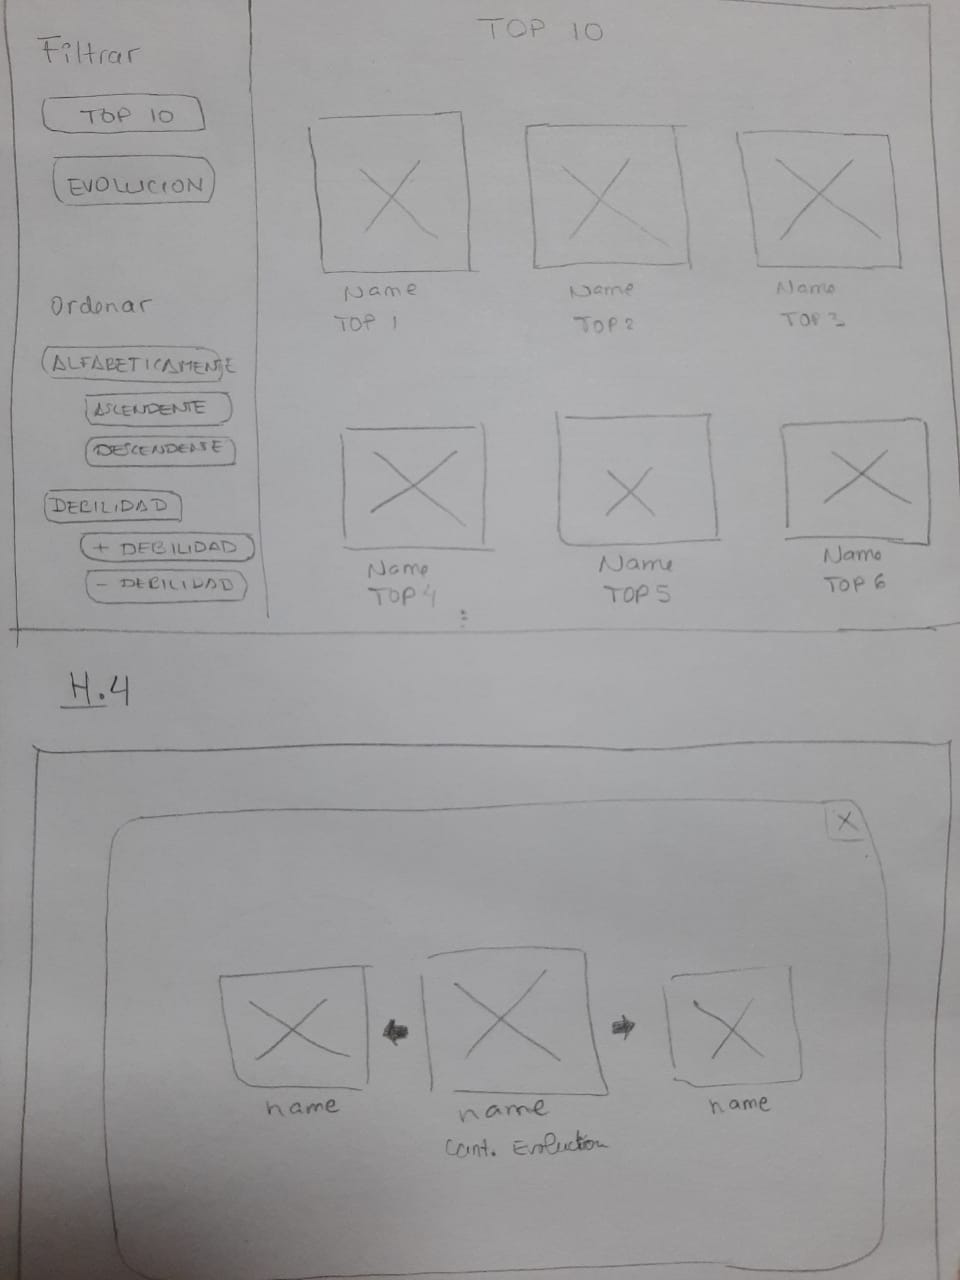 Filtrar
TOP 10
EVOLUCION
Ordenar
ALFABETICAMENTE
ASCENDENTE
DESCENDENTE
DEBILIDAD
+ DEBILIDAD
- DEBILIDAD
TOP 10
Name
TOP 1
Name
TOP 2
Name
TOP 3
Name
TOP 4
Name
TOP 5
Name
TOP 6
H.4
X
name
name
Cant. Evolution
name